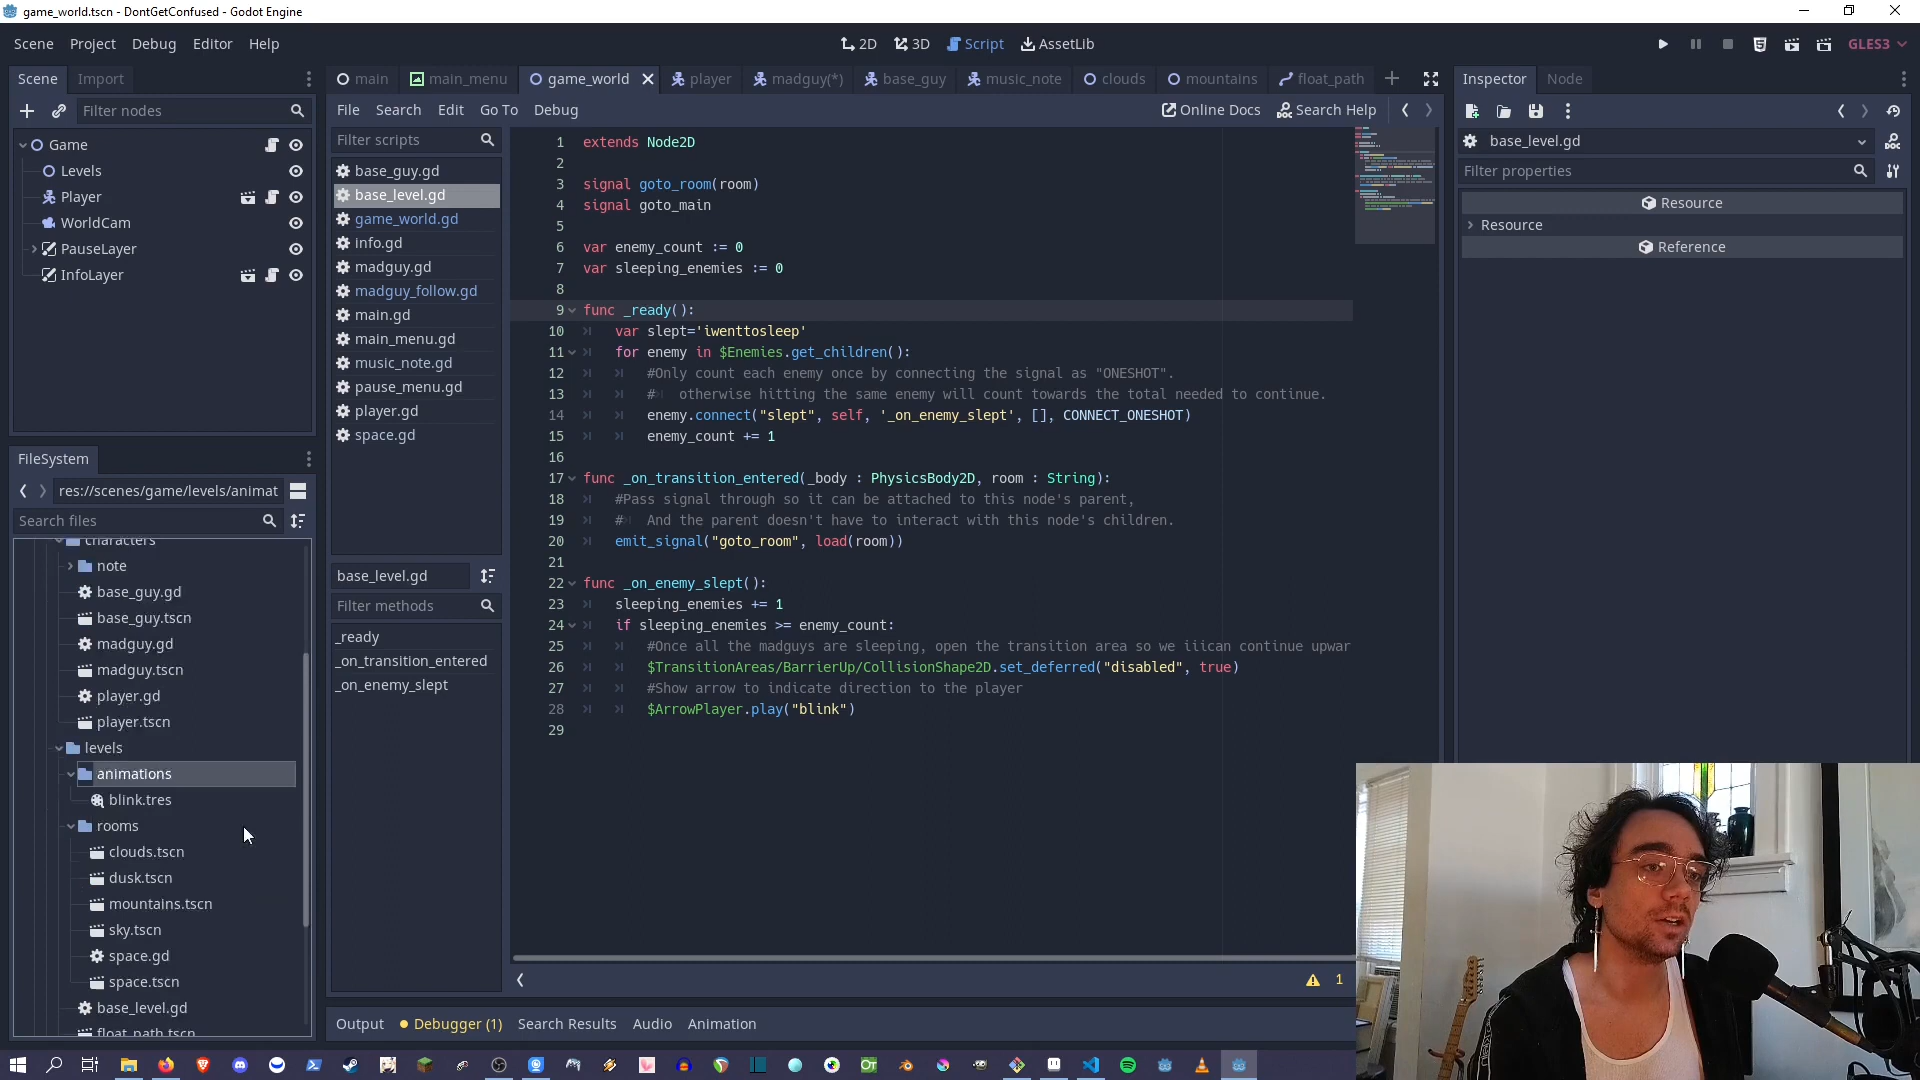 game_world.tscn - DontGetConfused - Godot Engine
Scene Project Debug Editor Help
2D 3D Script AssetLib
GLES3
Scene Import
Filter nodes
Game
Levels
Player
WorldCam
PauseLayer
InfoLayer
FileSystem
res://scenes/game/levels/animat
Search files
characters
note
base_guy.gd
base_guy.tscn
madguy.gd
madguy.tscn
player.gd
player.tscn
levels
animations
blink.tres
rooms
clouds.tscn
dusk.tscn
mountains.tscn
sky.tscn
space.gd
space.tscn
base_level.gd
float_path.tscn
main main_menu game_world player madguy(*) base_guy music_note clouds mountains float_path
File Search Edit Go To Debug
Online Docs Search Help
Filter scripts
base_guy.gd
base_level.gd
game_world.gd
info.gd
madguy.gd
madguy_follow.gd
main.gd
main_menu.gd
music_note.gd
pause_menu.gd
player.gd
space.gd
base_level.gd
Filter methods
_ready
_on_transition_entered
_on_enemy_slept
1 extends Node2D
2
3 signal goto_room(room)
4 signal goto_main
5
6 var enemy_count := 0
7 var sleeping_enemies := 0
8
9 func _ready():
10 var slept='iwenttosleep'
11 for enemy in $Enemies.get_children():
12 #Only count each enemy once by connecting the signal as "ONESHOT".
13 # otherwise hitting the same enemy will count towards the total needed to continue.
14 enemy.connect("slept", self, '_on_enemy_slept', [], CONNECT_ONESHOT)
15 enemy_count += 1
16
17 func _on_transition_entered(_body : PhysicsBody2D, room : String):
18 #Pass signal through so it can be attached to this node's parent,
19 # And the parent doesn't have to interact with this node's children.
20 emit_signal("goto_room", load(room))
21
22 func _on_enemy_slept():
23 sleeping_enemies += 1
24 if sleeping_enemies >= enemy_count:
25 #Once all the madguys are sleeping, open the transition area so we iiican continue upwar
26 $TransitionAreas/BarrierUp/CollisionShape2D.set_deferred("disabled", true)
27 #Show arrow to indicate direction to the player
28 $ArrowPlayer.play("blink")
29
1
Output Debugger (1) Search Results Audio Animation
Inspector Node
base_level.gd
Filter properties
Resource
Resource
Reference